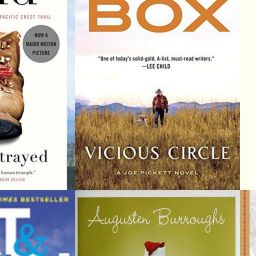 PACIFIC CREST TRAIL
NOW A
MAJOR MOTION
PICTURE
trayed
BOX
"One of today's solid-gold, A-list, must-read writers."
—LEE CHILD
VICIOUS CIRCLE
A JOE PICKETT NOVEL
TIMES BESTSELLER
&
Augusten Burroughs